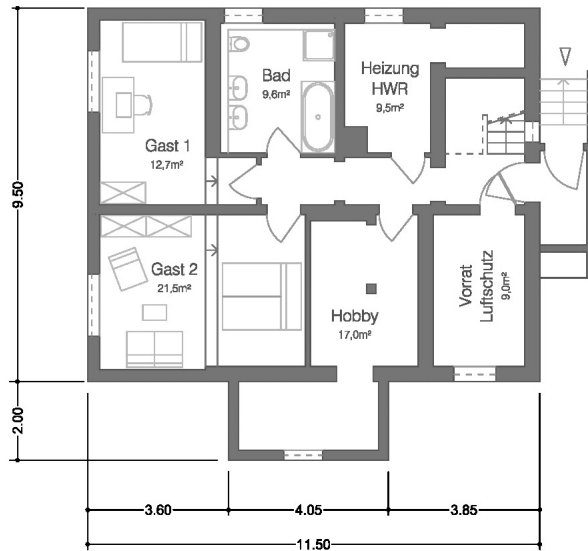 Bad
9,6m²
Heizung
HWR
9,5m²
Gast 1
12,7m²
Gast 2
21,5m²
Hobby
17,0m²
Vorrat
Luftschutz
9,0m²
9.50
2.00
3.60
4.05
3.85
11.50